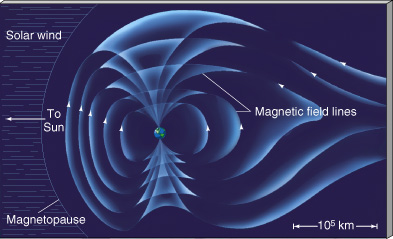 Solar wind
To
Sun
Magnetic field lines
Magnetopause
10⁵ km